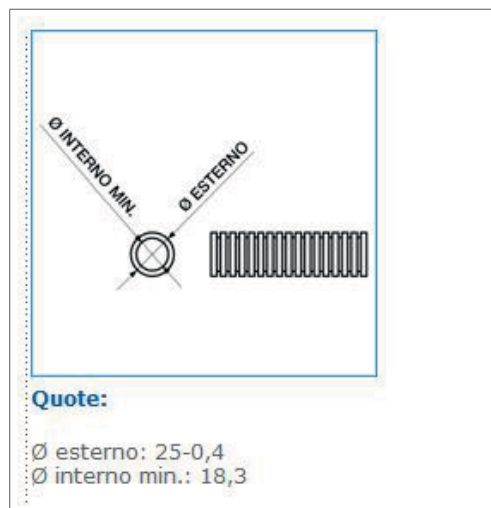 Ø INTERNO MIN.
Ø ESTERNO
Quote:
Ø esterno: 25-0,4
Ø interno min.: 18,3